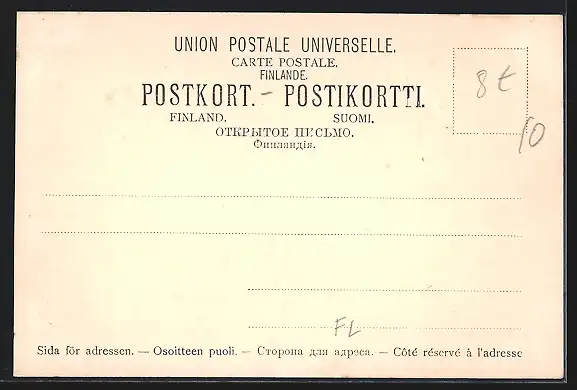 UNION POSTALE UNIVERSELLE.
CARTE POSTALE.
FINLANDE.
POSTKORT. – POSTIKORTTI.
FINLAND. SUOMI.
ОТКРЫТОЕ ПИСЬМО.
Финляндія.
8t
10
FL
Sida för adressen. — Osoitteen puoli. — Сторона для адреса. — Côté réservé à l'adresse